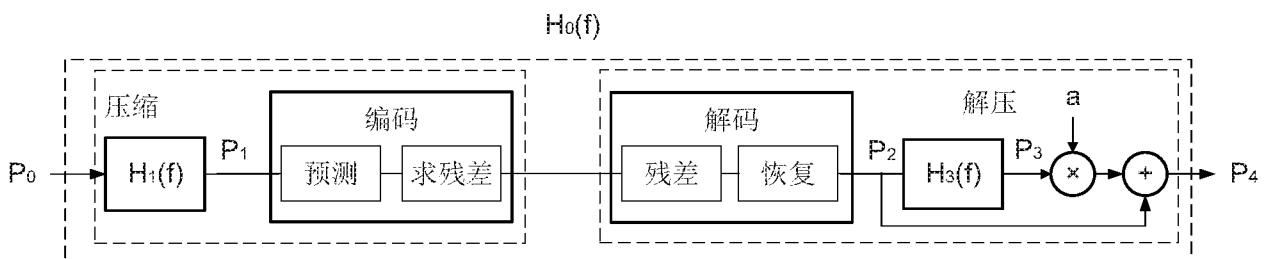 H₀(f)
压缩
编码
解码
解压
a
P₀
H₁(f)
P₁
预测
求残差
残差
恢复
P₂
H₃(f)
P₃
×
+
P₄